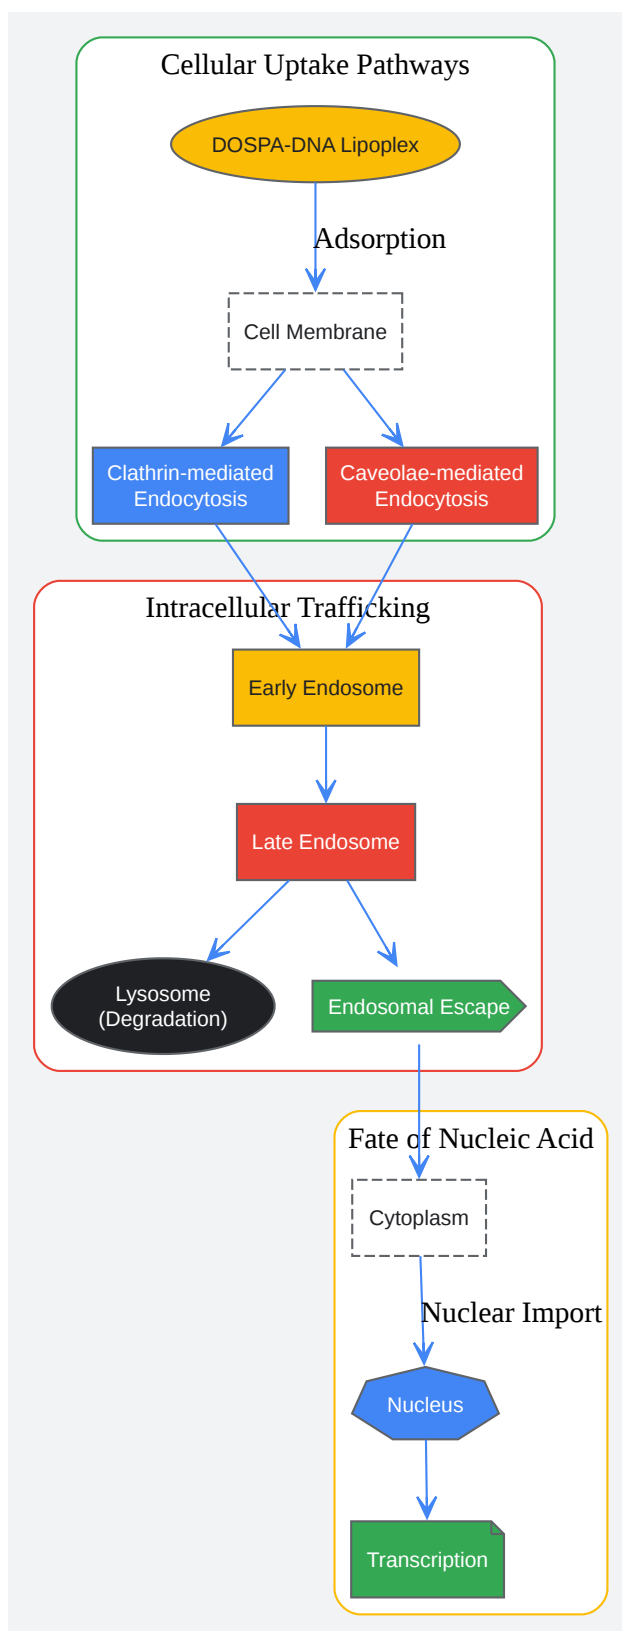 Cellular Uptake Pathways
DOSPA-DNA Lipoplex
Adsorption
Cell Membrane
Clathrin-mediated
Endocytosis
Caveolae-mediated
Endocytosis
Intracellular Trafficking
Early Endosome
Late Endosome
Lysosome
(Degradation)
Endosomal Escape
Fate of Nucleic Acid
Cytoplasm
Nuclear Import
Nucleus
Transcription